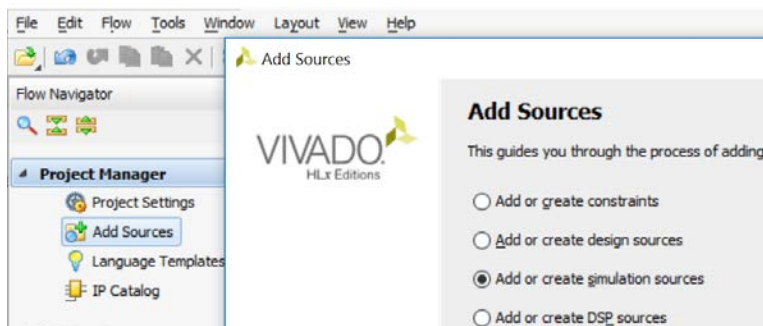 File Edit Flow Tools Window Layout View Help
Add Sources
Flow Navigator
VIVADO.
HLx Editions
Add Sources
This guides you through the process of adding
Project Manager
Project Settings
Add Sources
Language Templates
IP Catalog
Add or create constraints
Add or create design sources
Add or create simulation sources
Add or create DSP sources